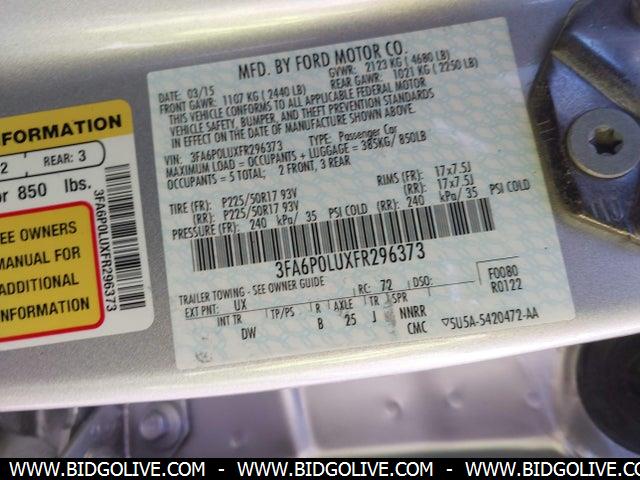 MFD. BY FORD MOTOR CO.
DATE: 03/15 GVWR: 2123 KG ( 4680 LB)
FRONT GAWR: 1107 KG ( 2440 LB) REAR GAWR: 1021 KG ( 2250 LB)
THIS VEHICLE CONFORMS TO ALL APPLICABLE FEDERAL MOTOR
VEHICLE SAFETY, BUMPER, AND THEFT PREVENTION STANDARDS
IN EFFECT ON THE DATE OF MANUFACTURE SHOWN ABOVE.
VIN: 3FA6P0LUXFR296373 TYPE: Passenger Car
MAXIMUM LOAD = OCCUPANTS + LUGGAGE = 385KG/ 850LB
OCCUPANTS = 5 TOTAL: 2 FRONT, 3 REAR
TIRE (FR): P225/50R17 93V RIMS (FR): 17x7.5J
(RR): P225/50R17 93V (RR): 17x7.5J
PRESSURE (FR): 240 kPa/ 35 PSI COLD (RR): 240 kPa/ 35 PSI COLD
3FA6P0LUXFR296373
TRAILER TOWING - SEE OWNER GUIDE
EXT PNT: UX RC: 72 DSO: F0080
R0122
INT TR TP/PS R AXLE TR SPR
DW B 25 J NNRR
CMC ▽5U5A-5420472-AA
FORMATION
2 REAR: 3
or 850 lbs.
EE OWNERS
MANUAL FOR
ADDITIONAL
INFORMATION
3FA6P0LUXFR296373
WWW.BIDGOLIVE.COM - WWW.BIDGOLIVE.COM - WWW.BIDGOLIVE.COM